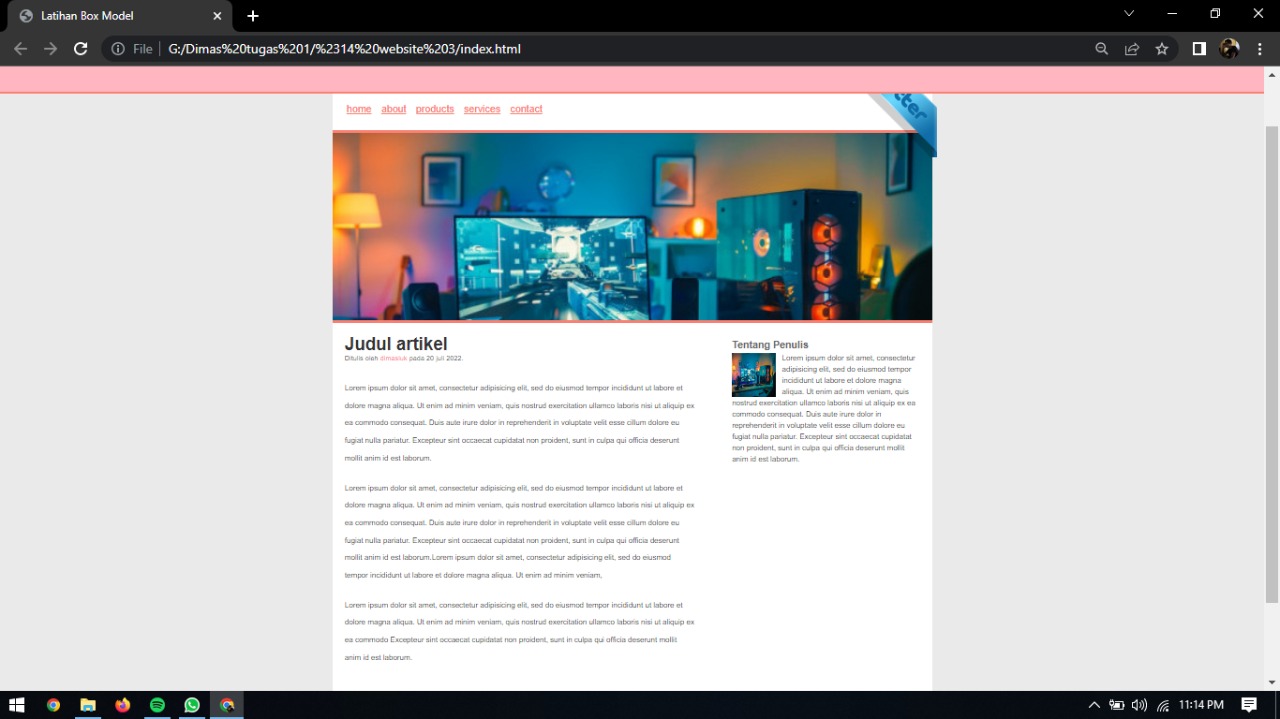 Latihan Box Model
File
G:/Dimas%20tugas%201/%2314%20website%203/index.html
home about products services contact
tter
Judul artikel
Ditulis oleh dimasiuk pada 20 juli 2022.
Lorem ipsum dolor sit amet, consectetur adipisicing elit, sed do eiusmod tempor incididunt ut labore et
dolore magna aliqua. Ut enim ad minim veniam, quis nostrud exercitation ullamco laboris nisi ut aliquip ex
ea commodo consequat. Duis aute irure dolor in reprehenderit in voluptate velit esse cillum dolore eu
fugiat nulla pariatur. Excepteur sint occaecat cupidatat non proident, sunt in culpa qui officia deserunt
mollit anim id est laborum.
Lorem ipsum dolor sit amet, consectetur adipisicing elit, sed do eiusmod tempor incididunt ut labore et
dolore magna aliqua. Ut enim ad minim veniam, quis nostrud exercitation ullamco laboris nisi ut aliquip ex
ea commodo consequat. Duis aute irure dolor in reprehenderit in voluptate velit esse cillum dolore eu
fugiat nulla pariatur. Excepteur sint occaecat cupidatat non proident, sunt in culpa qui officia deserunt
mollit anim id est laborum.Lorem ipsum dolor sit amet, consectetur adipisicing elit, sed do eiusmod
tempor incididunt ut labore et dolore magna aliqua. Ut enim ad minim veniam,
Lorem ipsum dolor sit amet, consectetur adipisicing elit, sed do eiusmod tempor incididunt ut labore et
dolore magna aliqua. Ut enim ad minim veniam, quis nostrud exercitation ullamco laboris nisi ut aliquip ex
ea commodo Excepteur sint occaecat cupidatat non proident, sunt in culpa qui officia deserunt mollit
anim id est laborum.
Tentang Penulis
Lorem ipsum dolor sit amet, consectetur
adipisicing elit, sed do eiusmod tempor
incididunt ut labore et dolore magna
aliqua. Ut enim ad minim veniam, quis
nostrud exercitation ullamco laboris nisi ut aliquip ex ea
commodo consequat. Duis aute irure dolor in
reprehenderit in voluptate velit esse cillum dolore eu
fugiat nulla pariatur. Excepteur sint occaecat cupidatat
non proident, sunt in culpa qui officia deserunt mollit
anim id est laborum.
11:14 PM